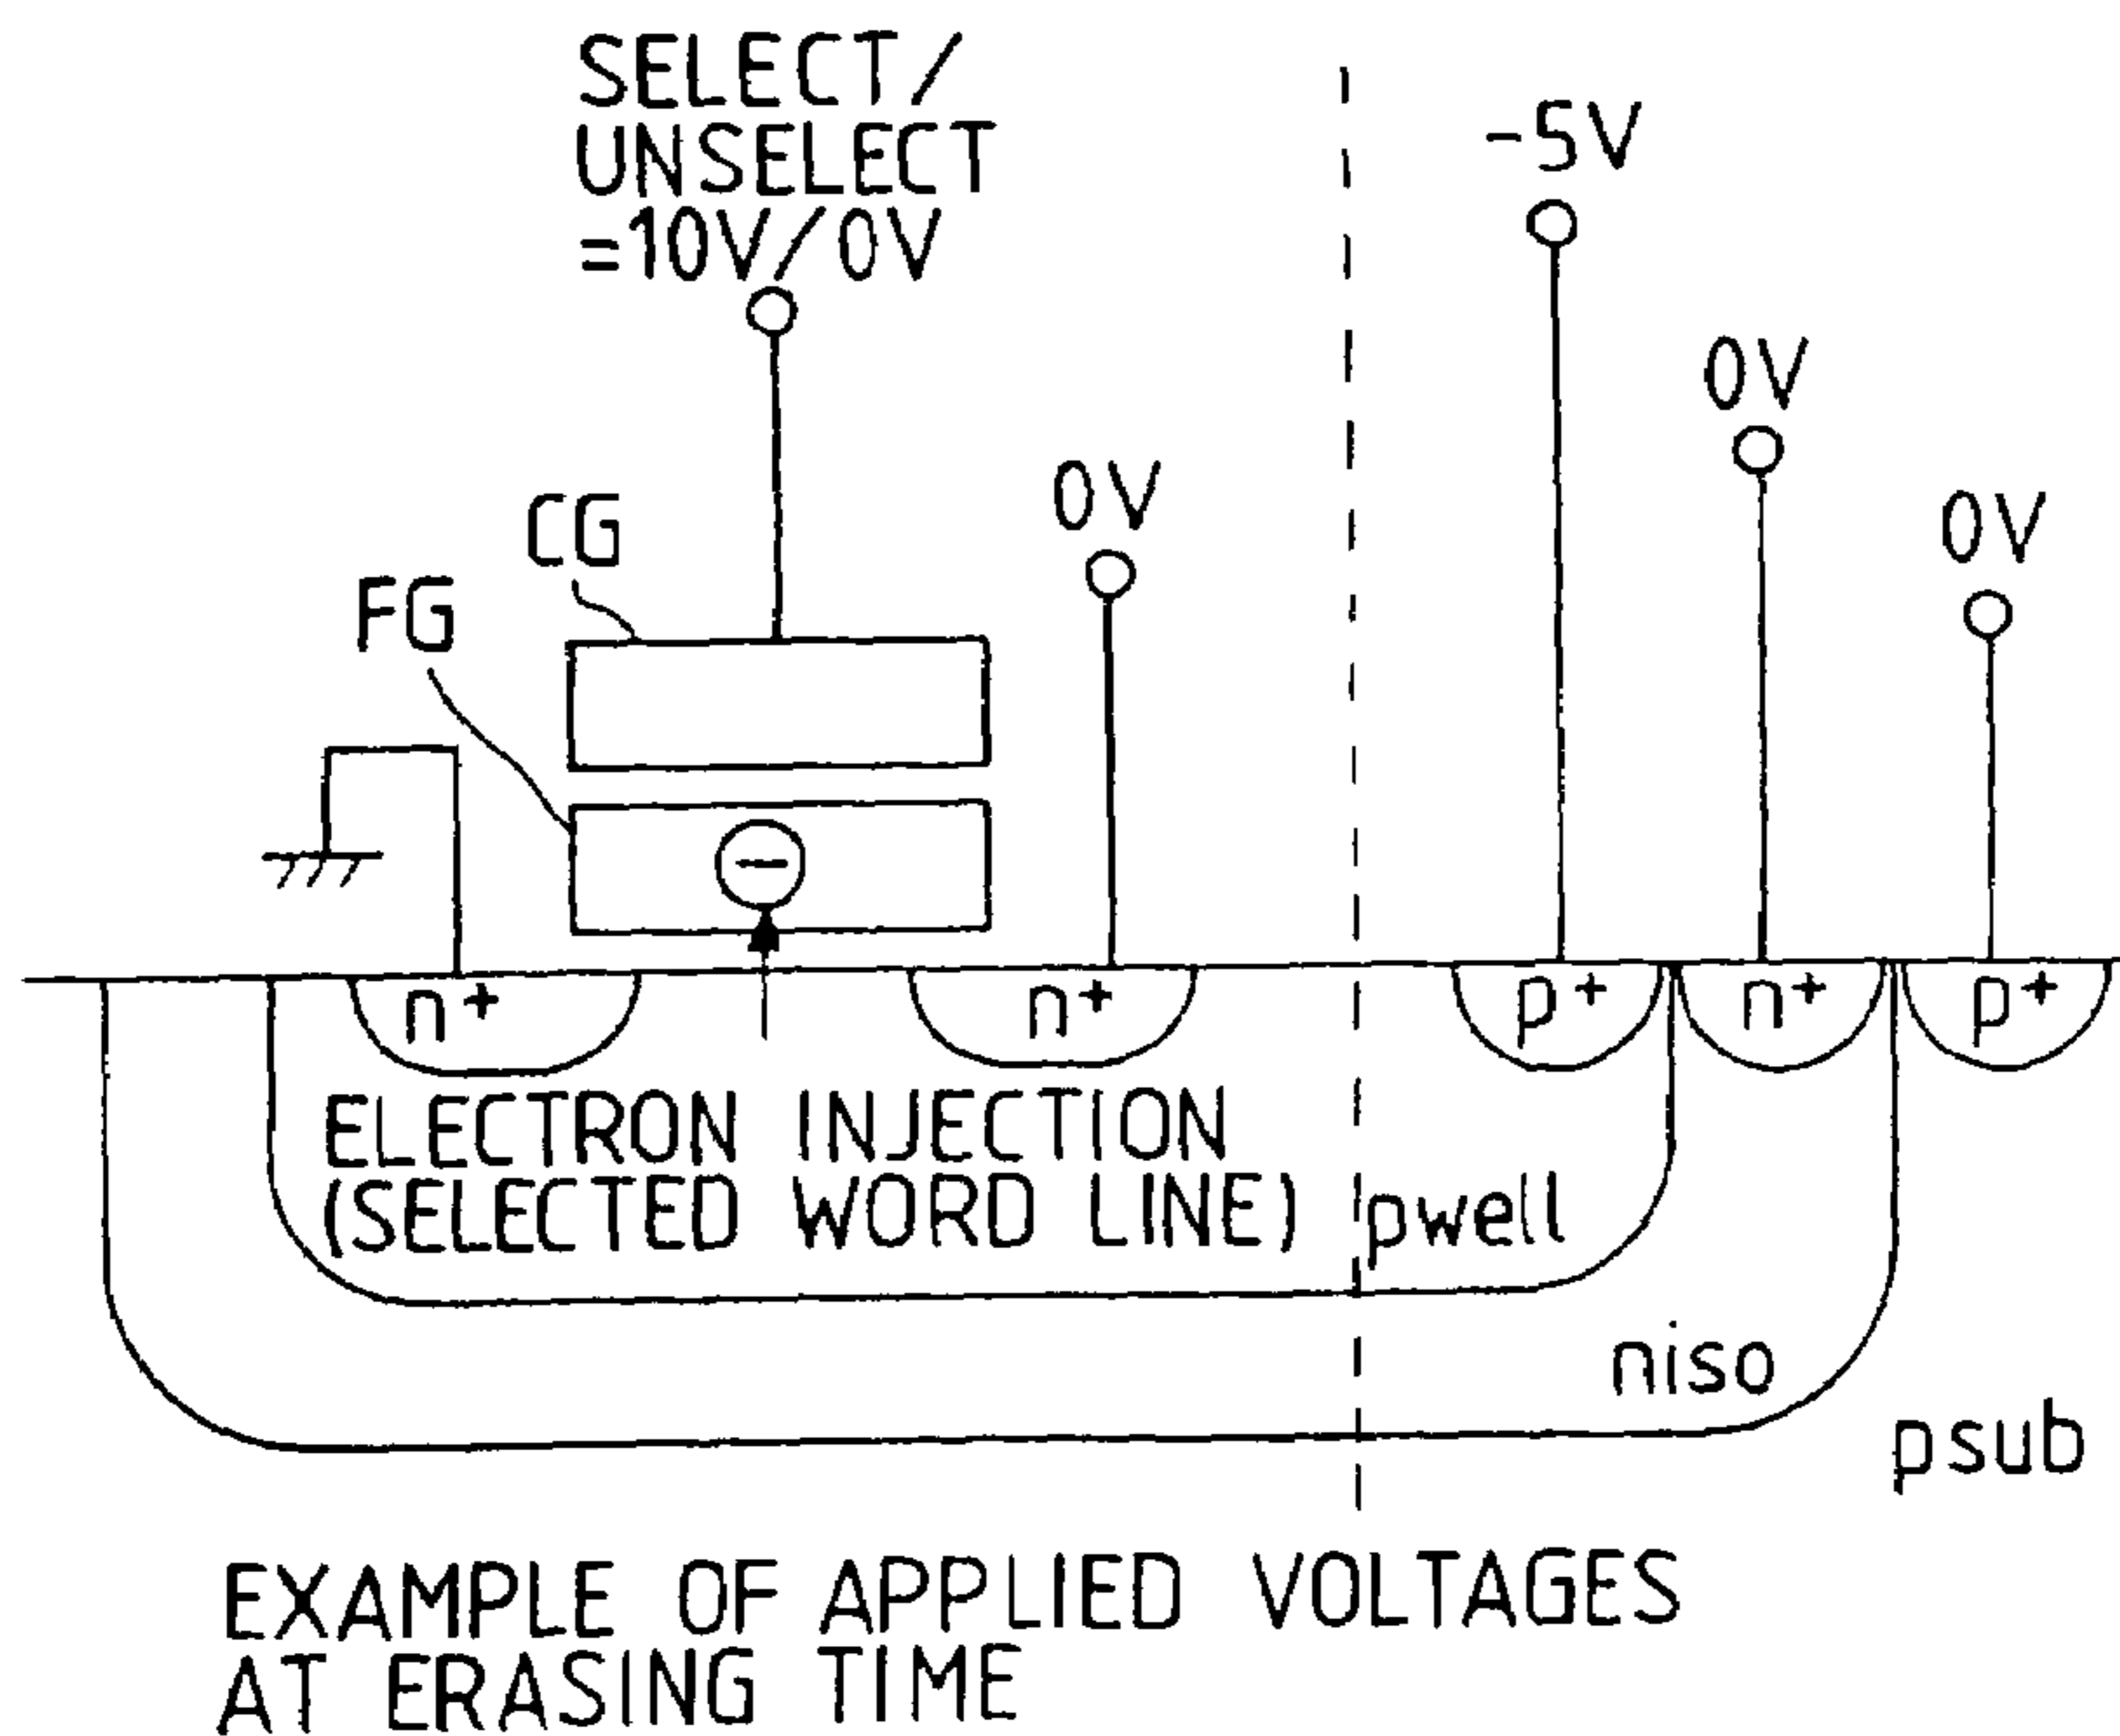 SELECT/
UNSELECT
=10V/0V
-5V
0V
0V
0V
CG
FG
n+
n+
p+
n+
p+
ELECTRON INJECTION
(SELECTED WORD LINE)
pwell
niso
psub
EXAMPLE OF APPLIED VOLTAGES
AT ERASING TIME